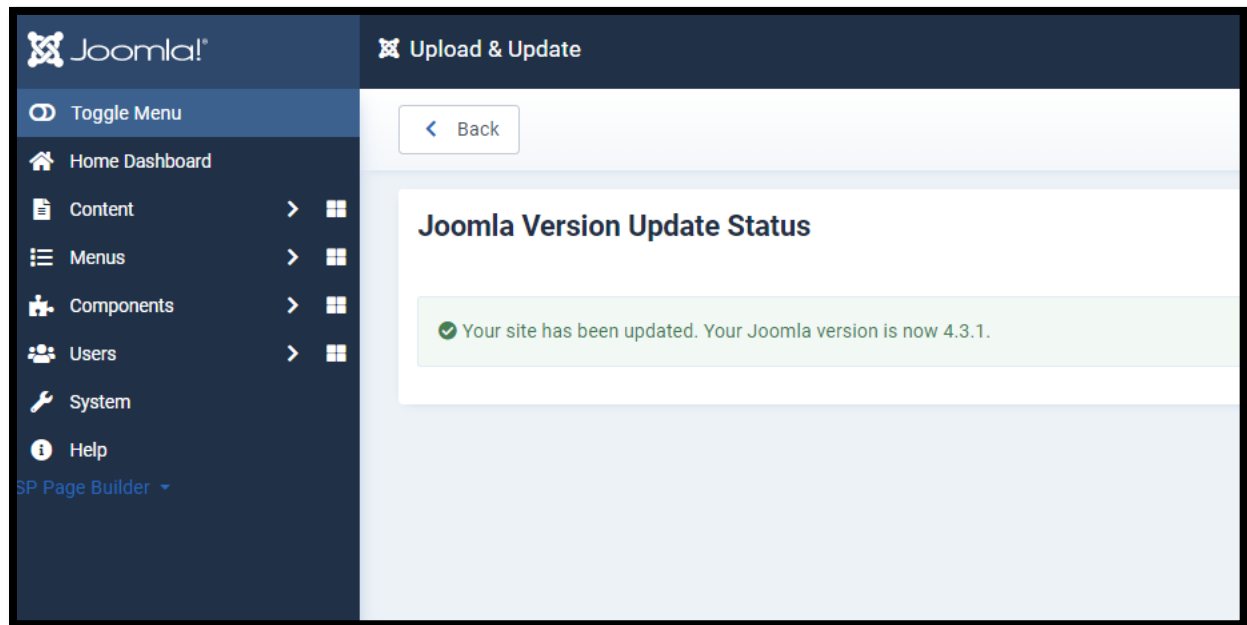 Joomla!®
Upload & Update
Toggle Menu
Back
Home Dashboard
Content
Menus
Components
Users
System
Help
SP Page Builder
Joomla Version Update Status
Your site has been updated. Your Joomla version is now 4.3.1.